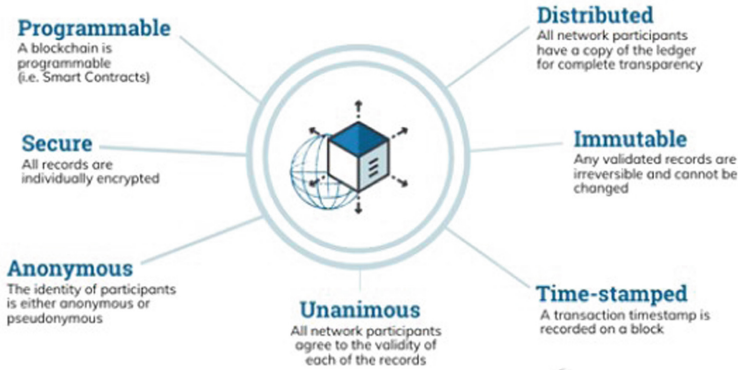 Programmable
A blockchain is
programmable
(i.e. Smart Contracts)
Secure
All records are
individually encrypted
Anonymous
The identity of participants
is either anonymous or
pseudonymous
Unanimous
All network participants
agree to the validity of
each of the records
Distributed
All network participants
have a copy of the ledger
for complete transparency
Immutable
Any validated records are
irreversible and cannot be
changed
Time-stamped
A transaction timestamp is
recorded on a block